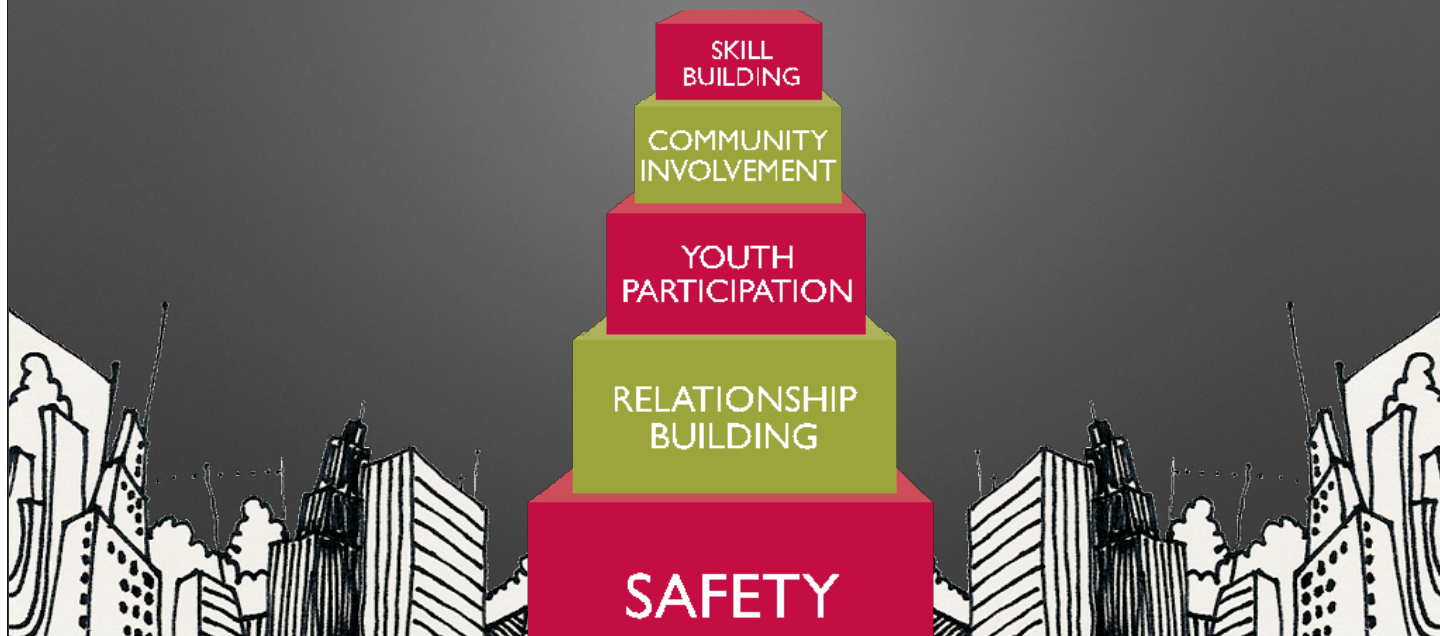 SKILL
BUILDING
COMMUNITY
INVOLVEMENT
YOUTH
PARTICIPATION
RELATIONSHIP
BUILDING
SAFETY